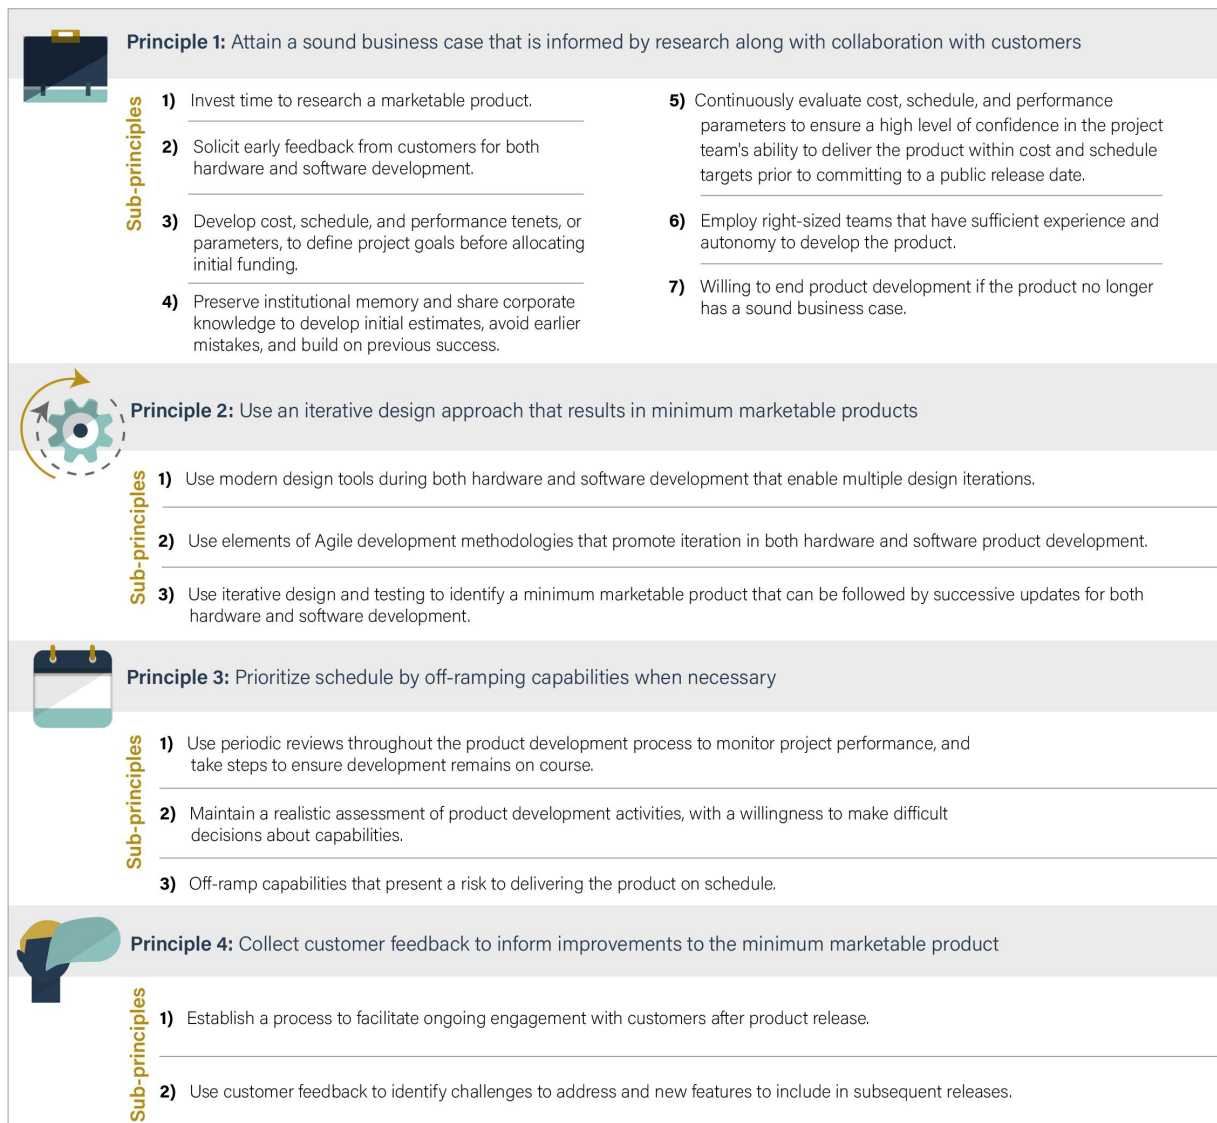 Principle 1: Attain a sound business case that is informed by research along with collaboration with customers
Sub-principles
1) Invest time to research a marketable product.
2) Solicit early feedback from customers for both
hardware and software development.
3) Develop cost, schedule, and performance tenets, or
parameters, to define project goals before allocating
initial funding.
4) Preserve institutional memory and share corporate
knowledge to develop initial estimates, avoid earlier
mistakes, and build on previous success.
5) Continuously evaluate cost, schedule, and performance
parameters to ensure a high level of confidence in the project
team's ability to deliver the product within cost and schedule
targets prior to committing to a public release date.
6) Employ right-sized teams that have sufficient experience and
autonomy to develop the product.
7) Willing to end product development if the product no longer
has a sound business case.
Principle 2: Use an iterative design approach that results in minimum marketable products
Sub-principles
1) Use modern design tools during both hardware and software development that enable multiple design iterations.
2) Use elements of Agile development methodologies that promote iteration in both hardware and software product development.
3) Use iterative design and testing to identify a minimum marketable product that can be followed by successive updates for both
hardware and software development.
Principle 3: Prioritize schedule by off-ramping capabilities when necessary
Sub-principles
1) Use periodic reviews throughout the product development process to monitor project performance, and
take steps to ensure development remains on course.
2) Maintain a realistic assessment of product development activities, with a willingness to make difficult
decisions about capabilities.
3) Off-ramp capabilities that present a risk to delivering the product on schedule.
Principle 4: Collect customer feedback to inform improvements to the minimum marketable product
Sub-principles
1) Establish a process to facilitate ongoing engagement with customers after product release.
2) Use customer feedback to identify challenges to address and new features to include in subsequent releases.